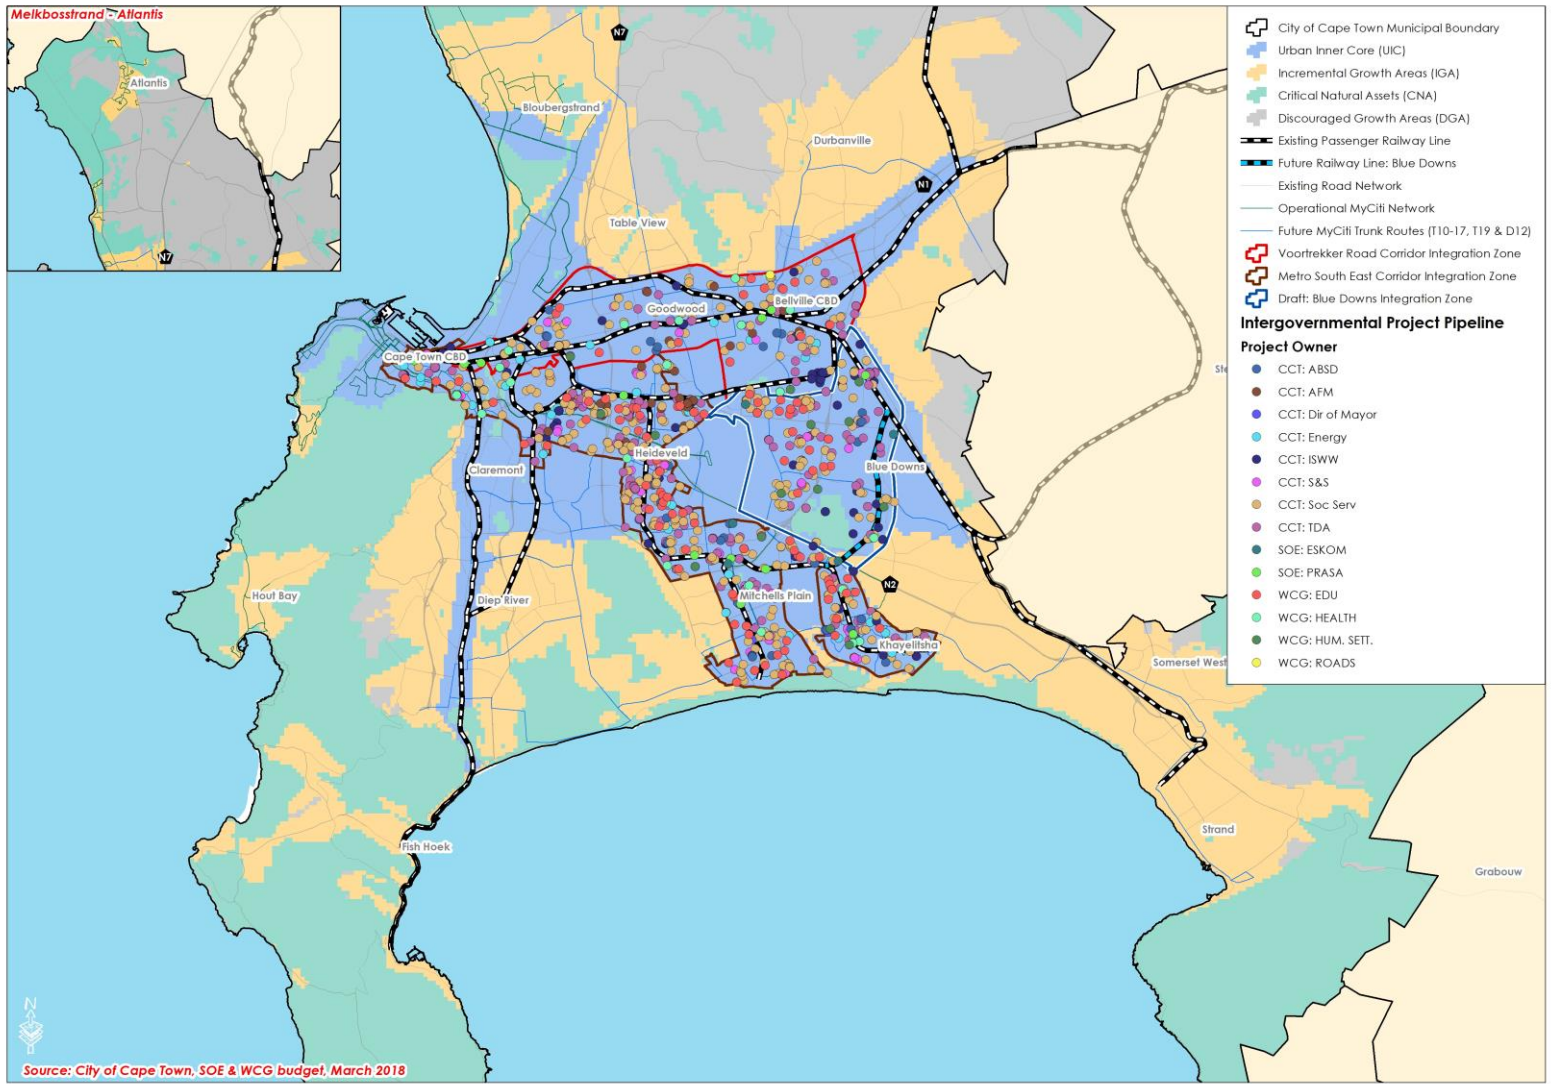 Melkbosstrand - Atlantis
Atlantis
N7
N7
Bloubergstrand
Durbanville
N1
Table View
Goodwood
Bellville CBD
Cape Town CBD
Claremont
Heideveld
Blue Downs
Hout Bay
Diep River
Mitchells Plain
N2
Khayelitsha
Somerset West
Fish Hoek
Strand
Grabouw
Ste
City of Cape Town Municipal Boundary
Urban Inner Core (UIC)
Incremental Growth Areas (IGA)
Critical Natural Assets (CNA)
Discouraged Growth Areas (DGA)
Existing Passenger Railway Line
Future Railway Line: Blue Downs
Existing Road Network
Operational MyCiti Network
Future MyCiti Trunk Routes (T10-17, T19 & D12)
Voortrekker Road Corridor Integration Zone
Metro South East Corridor Integration Zone
Draft: Blue Downs Integration Zone
Intergovernmental Project Pipeline
Project Owner
CCT: ABSD
CCT: AFM
CCT: Dir of Mayor
CCT: Energy
CCT: ISWW
CCT: S&S
CCT: Soc Serv
CCT: TDA
SOE: ESKOM
SOE: PRASA
WCG: EDU
WCG: HEALTH
WCG: HUM. SETT.
WCG: ROADS
N
Source: City of Cape Town, SOE & WCG budget, March 2018